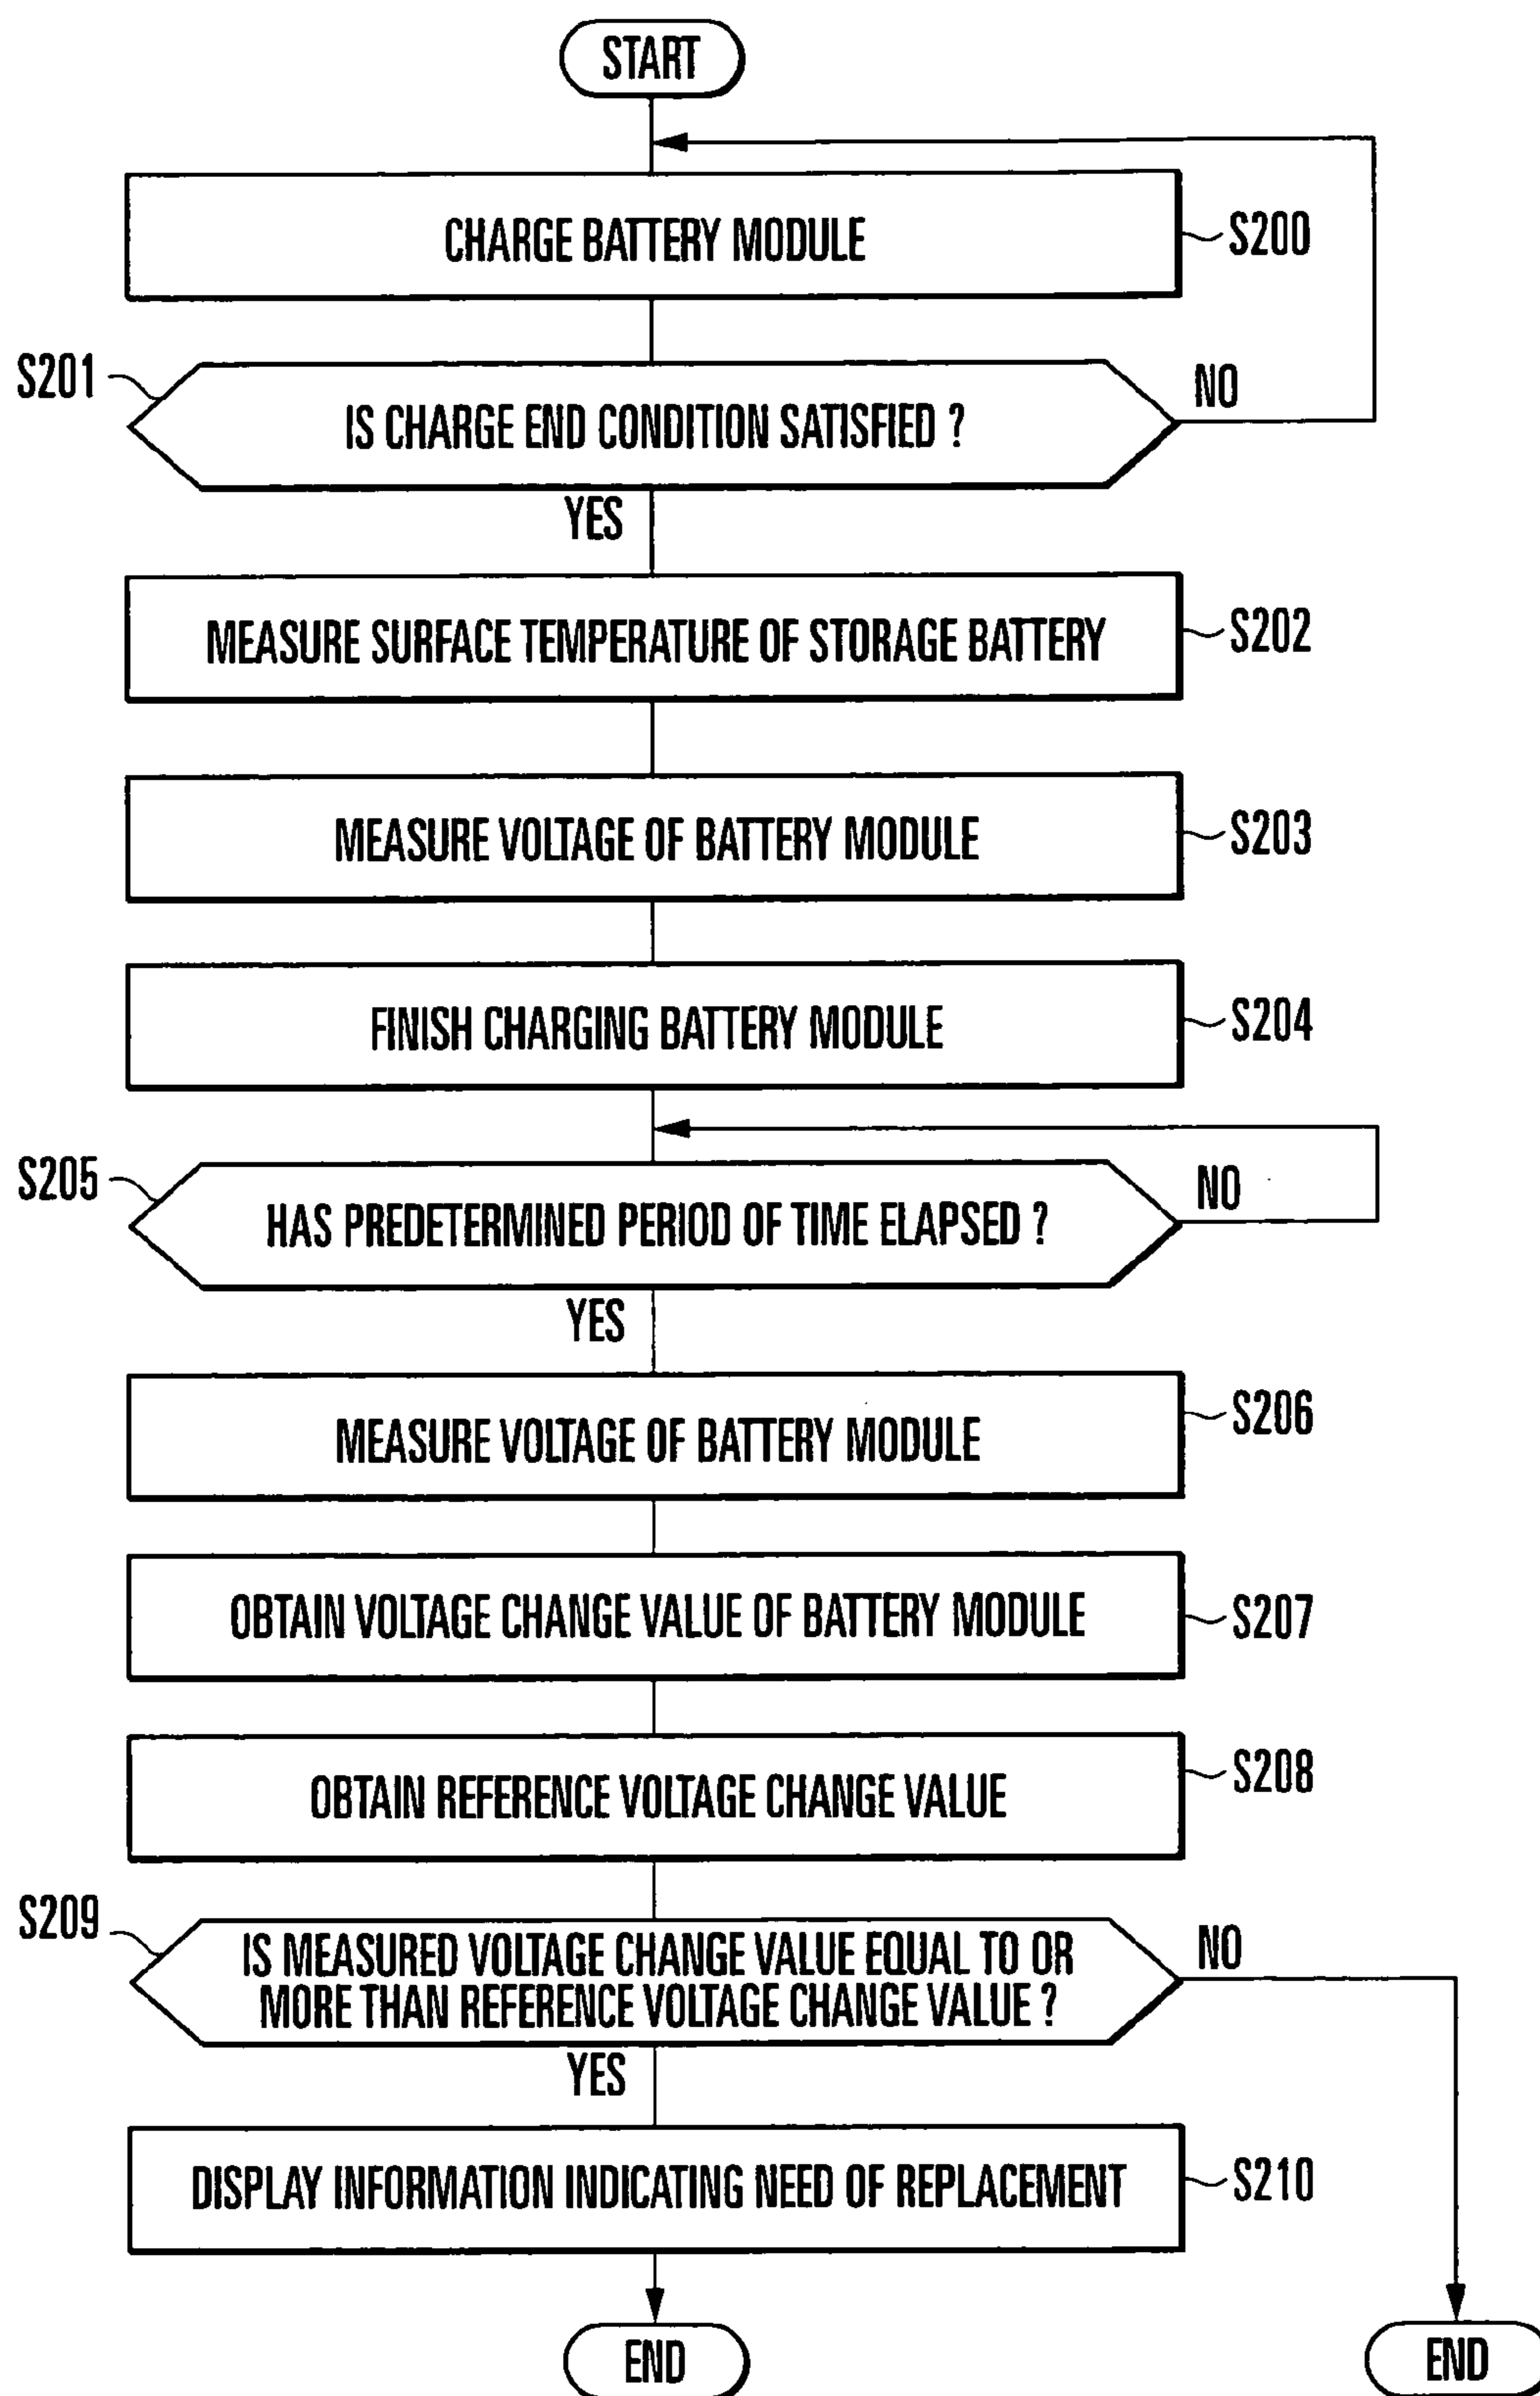 START
CHARGE BATTERY MODULE
S200
S201
IS CHARGE END CONDITION SATISFIED ?
NO
YES
MEASURE SURFACE TEMPERATURE OF STORAGE BATTERY
S202
MEASURE VOLTAGE OF BATTERY MODULE
S203
FINISH CHARGING BATTERY MODULE
S204
S205
HAS PREDETERMINED PERIOD OF TIME ELAPSED ?
NO
YES
MEASURE VOLTAGE OF BATTERY MODULE
S206
OBTAIN VOLTAGE CHANGE VALUE OF BATTERY MODULE
S207
OBTAIN REFERENCE VOLTAGE CHANGE VALUE
S208
S209
IS MEASURED VOLTAGE CHANGE VALUE EQUAL TO OR
MORE THAN REFERENCE VOLTAGE CHANGE VALUE ?
NO
YES
DISPLAY INFORMATION INDICATING NEED OF REPLACEMENT
S210
END
END